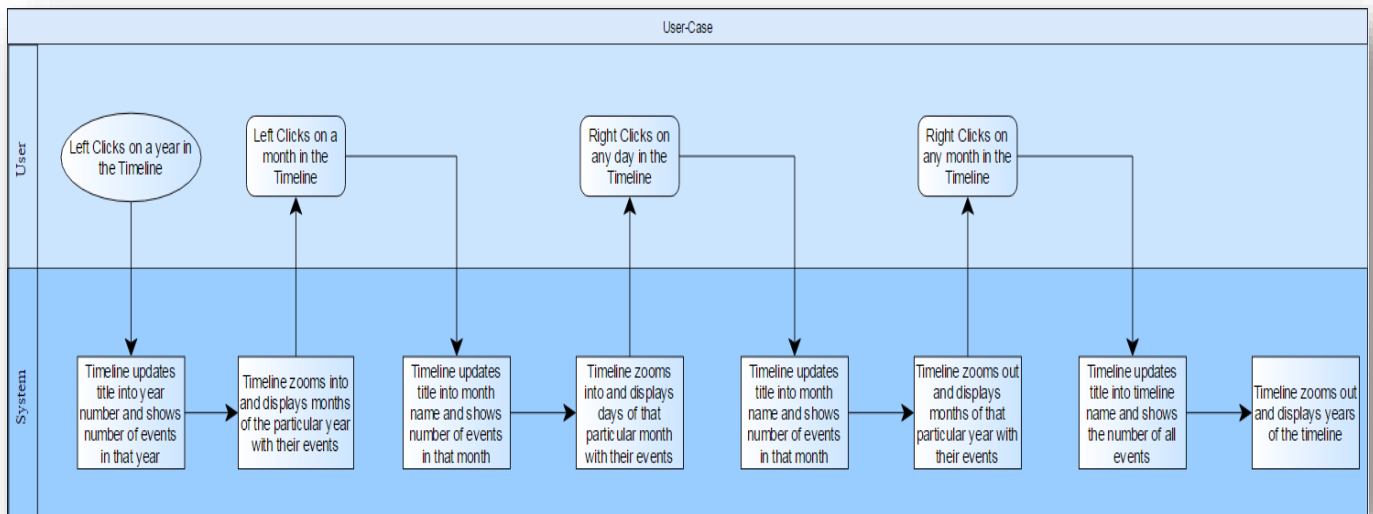 User-Case
User
Left Clicks on a year in
the Timeline
Left Clicks on a
month in the
Timeline
Right Clicks on
any day in the
Timeline
Right Clicks on
any month in the
Timeline
System
Timeline updates
title into year
number and shows
number of events
in that year
Timeline zooms into
and displays months
of the particular year
with their events
Timeline updates
title into month
name and shows
number of events
in that month
Timeline zooms
into and displays
days of that
particular month
with their events
Timeline updates
title into month
name and shows
number of events
in that month
Timeline zooms out
and displays
months of that
particular year with
their events
Timeline updates
title into timeline
name and shows
the number of all
events
Timeline zooms out
and displays years
of the timeline